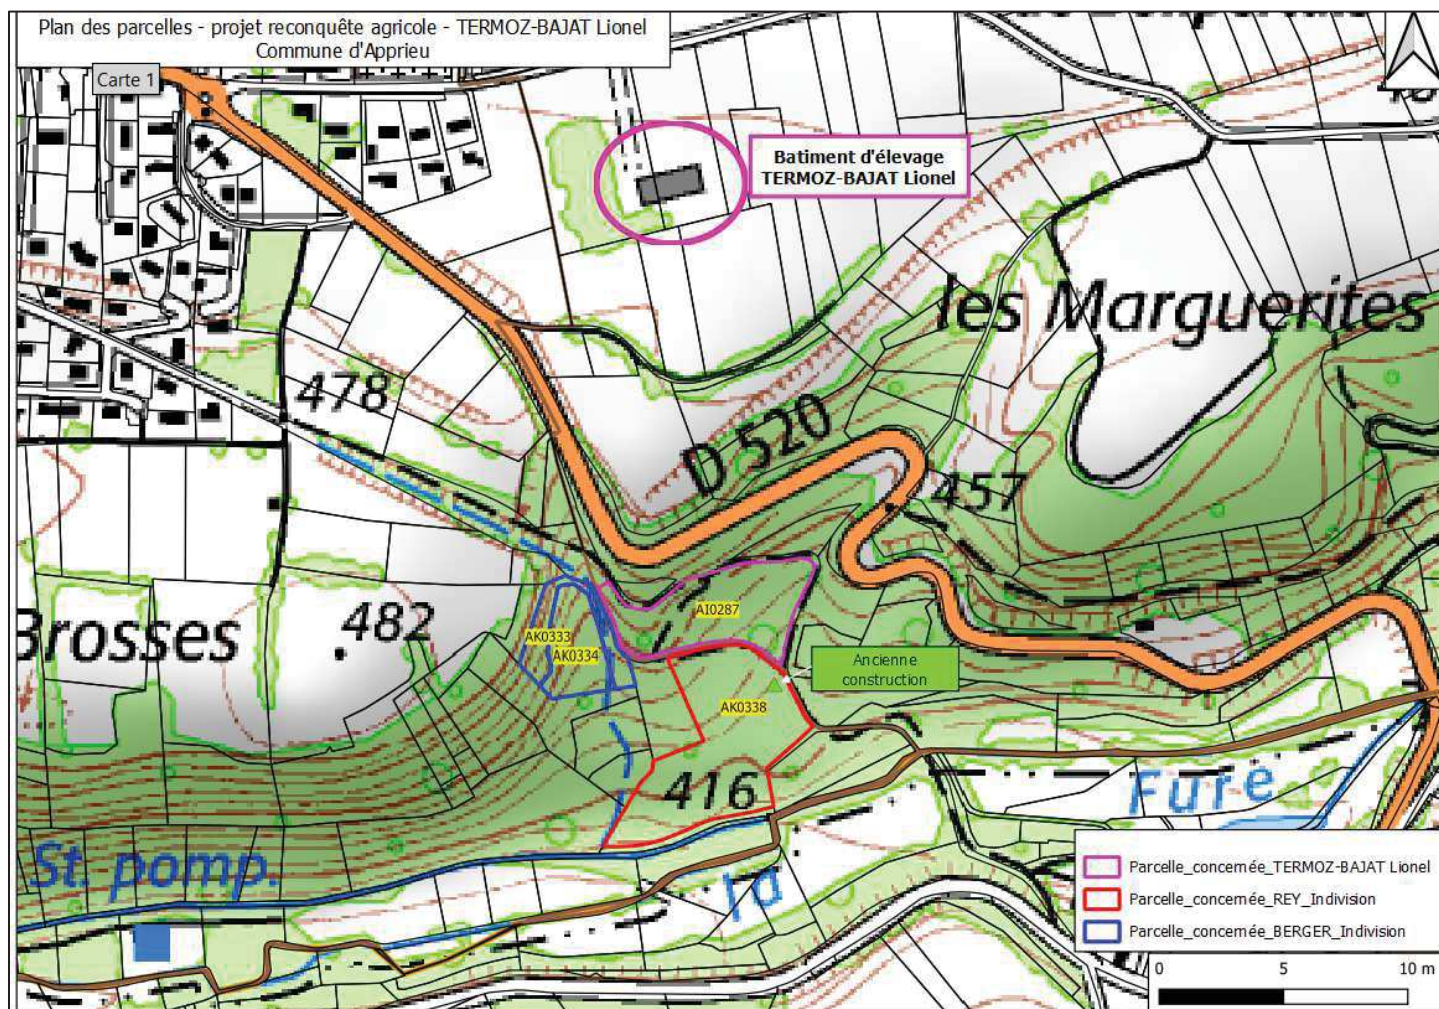 Plan des parcelles - projet reconquête agricole - TERMOZ-BAJAT Lionel
Commune d'Apprieu
Carte 1
Batiment d'élevage
TERMOZ-BAJAT Lionel
les Marguerites
478
D 520
457
Brosses
482
AI0287
AK0333
AK0334
Ancienne
construction
AK0338
416
Fure
St. pomp.
la
Parcelle_concernée_TERMOZ-BAJAT Lionel
Parcelle_concernée_REY_Indivision
Parcelle_concernée_BERGER_Indivision
0 5 10 m